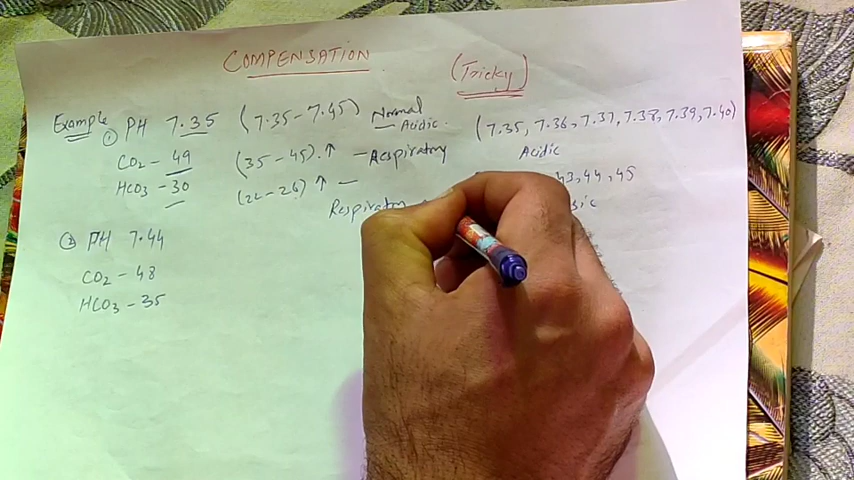 COMPENSATION (Tricky)
Example ① PH 7.35 (7.35 - 7.45) Normal (7.35, 7.36, 7.37, 7.38, 7.39, 7.40)
- Acidic.
CO2 - 49 (35 - 45). ↑ - Respiratory Acidic
HCO3 - 30 (22 - 26) ↑ - 43, 44, 45
Respiratory
② PH 7.44
CO2 - 48
HCO3 - 35